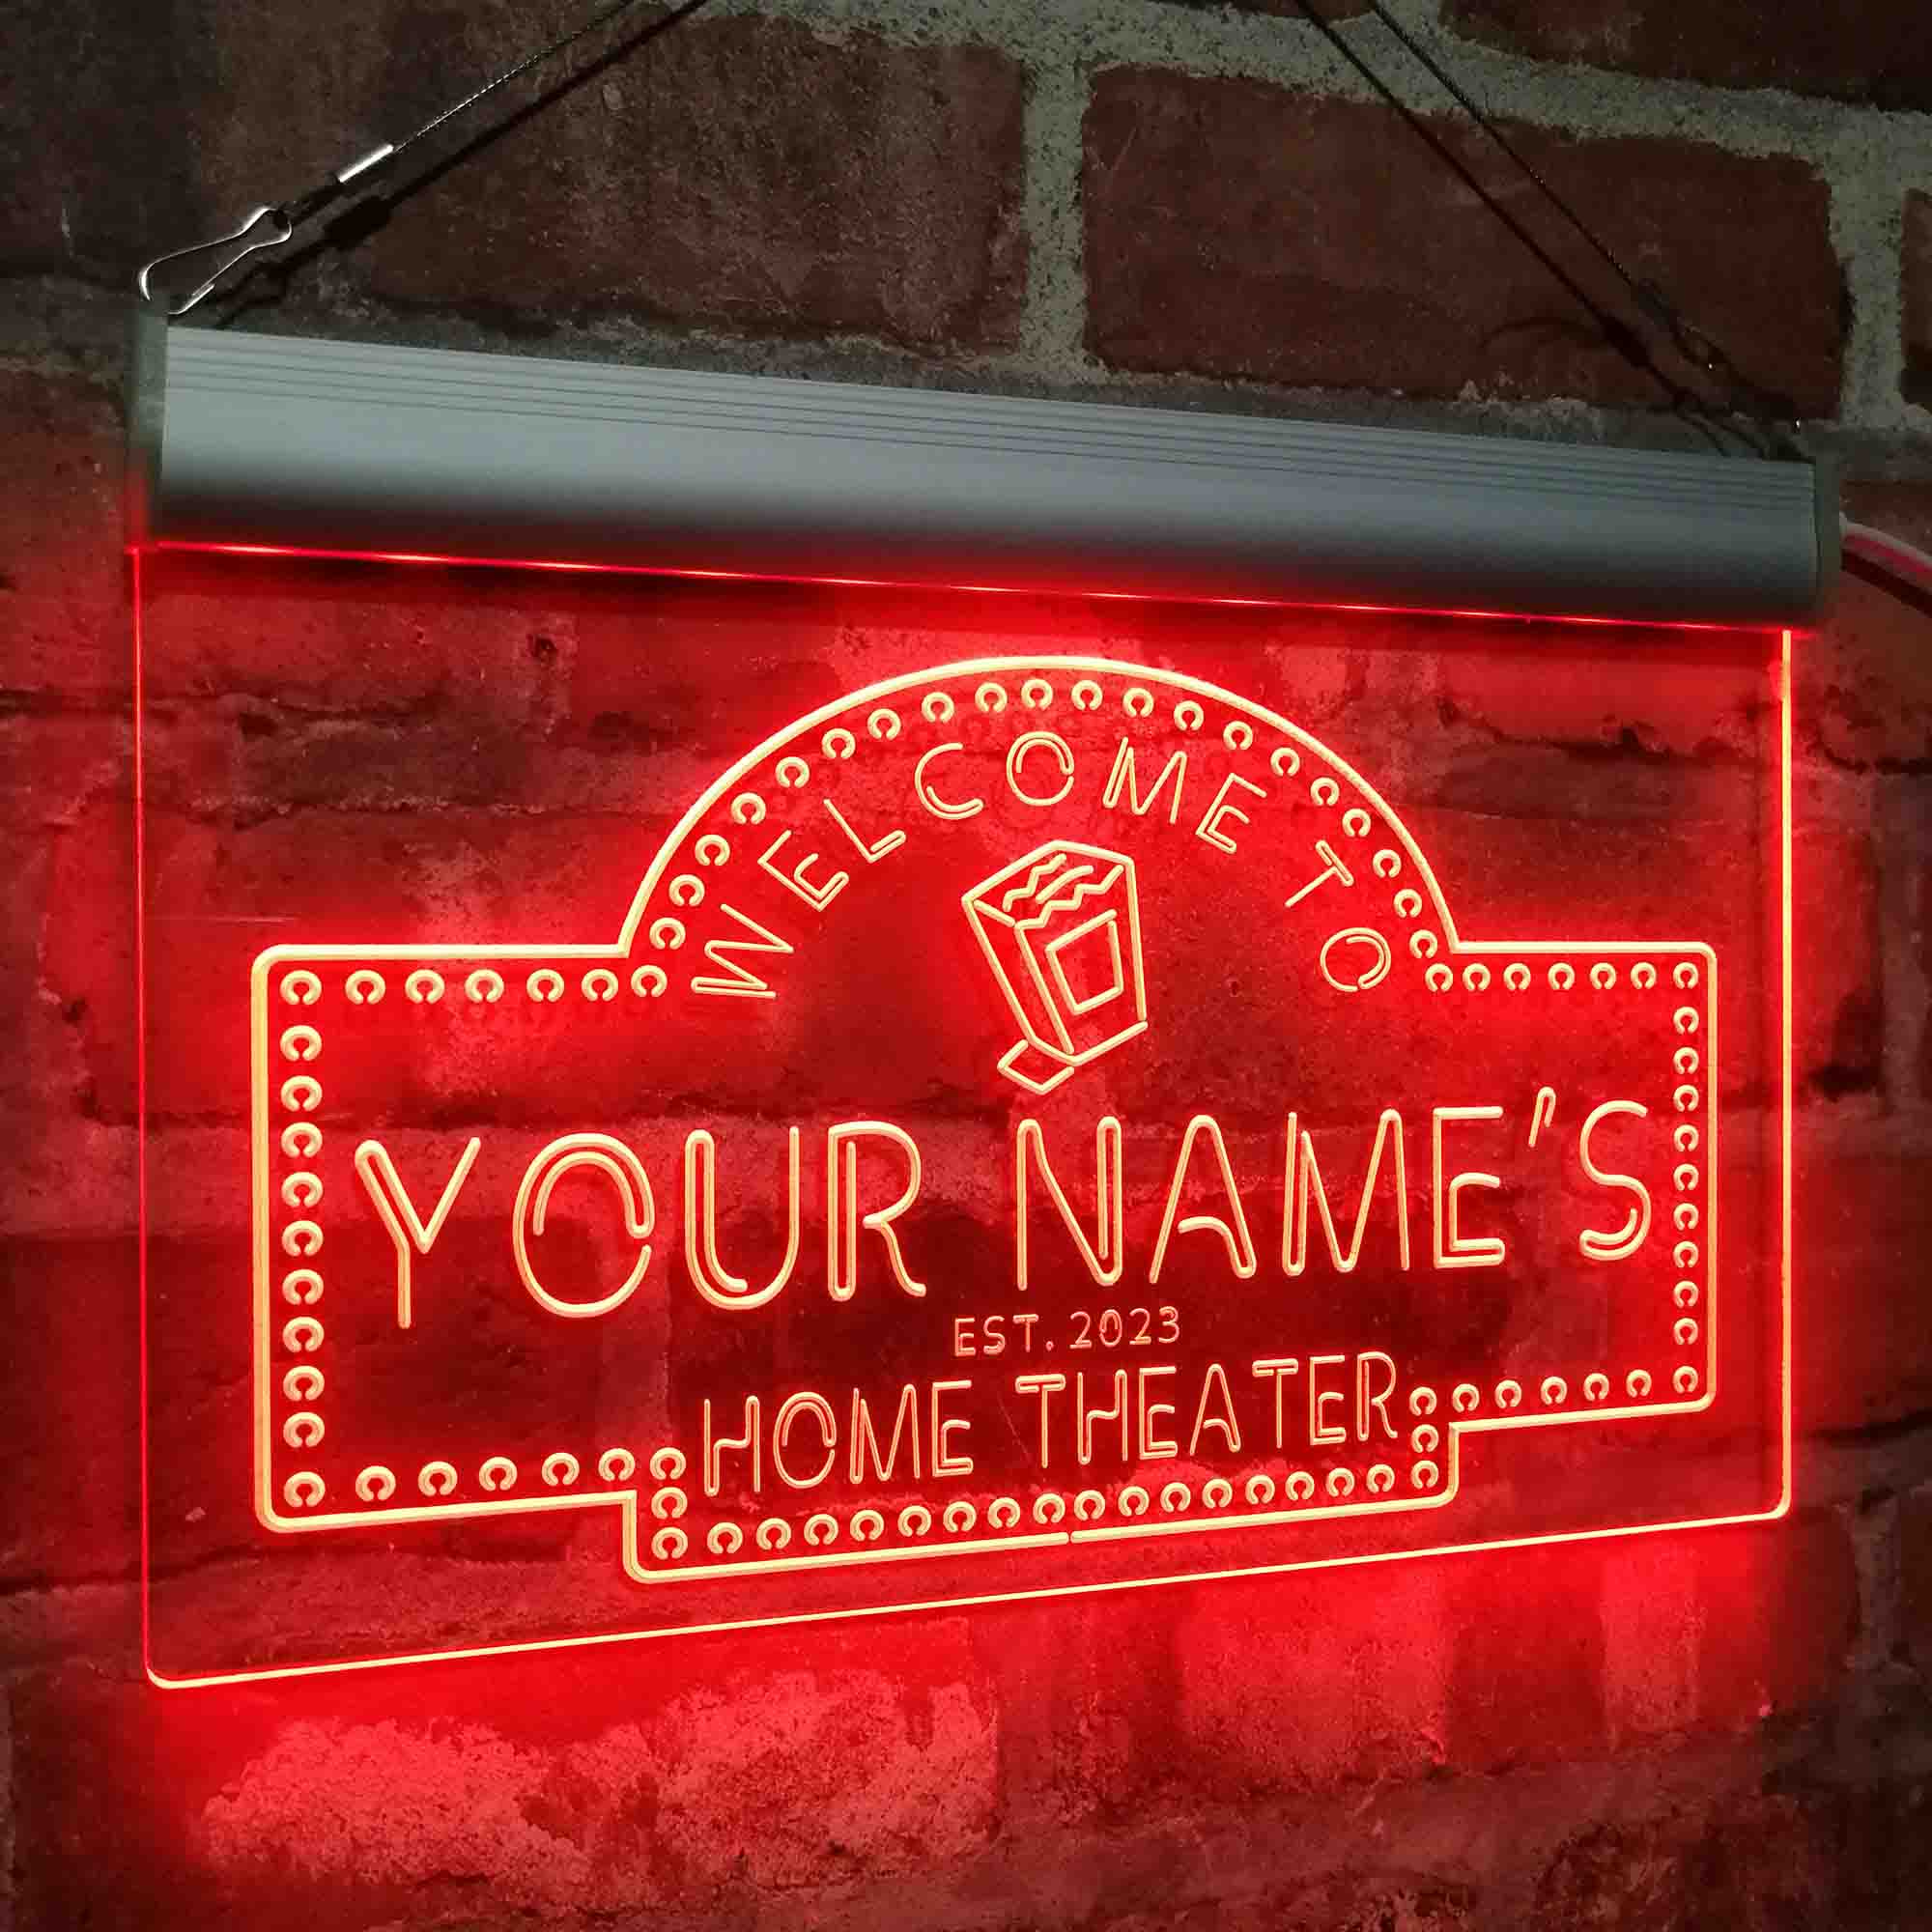 WELCOME TO
YOUR NAME'S
EST. 2023
HOME THEATER